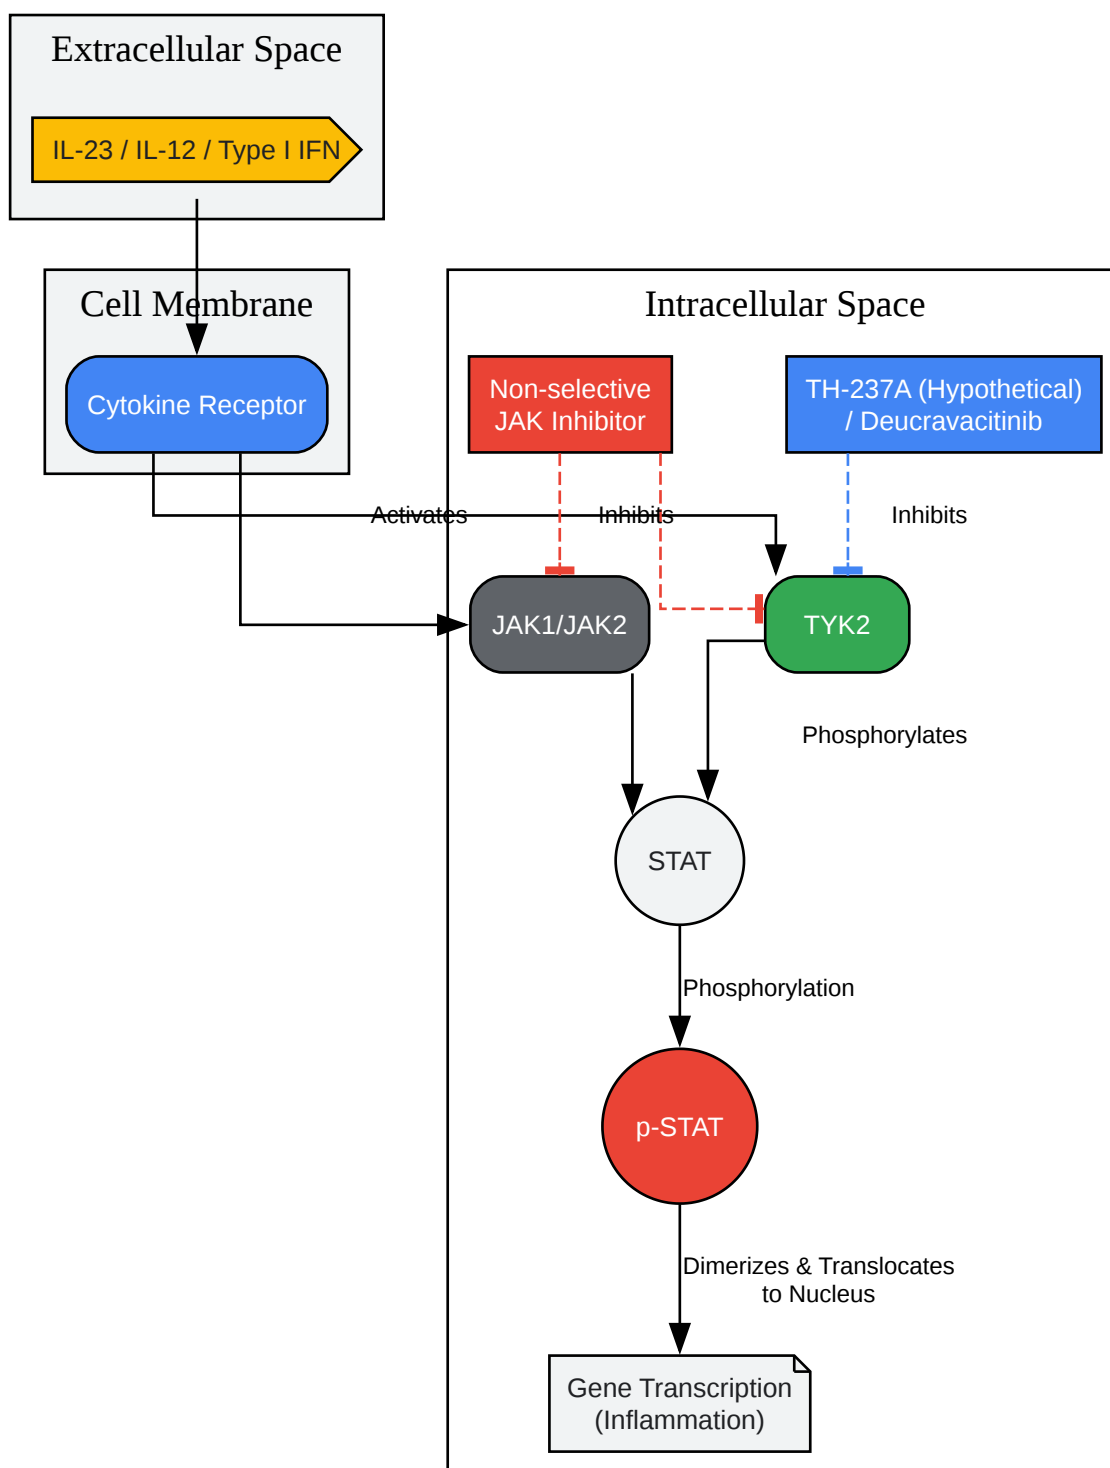 Extracellular Space
IL-23 / IL-12 / Type I IFN
Cell Membrane
Cytokine Receptor
Intracellular Space
Non-selective
JAK Inhibitor
TH-237A (Hypothetical)
/ Deucravacitinib
Activates
Inhibits
Inhibits
JAK1/JAK2
TYK2
Phosphorylates
STAT
Phosphorylation
p-STAT
Dimerizes & Translocates
to Nucleus
Gene Transcription
(Inflammation)